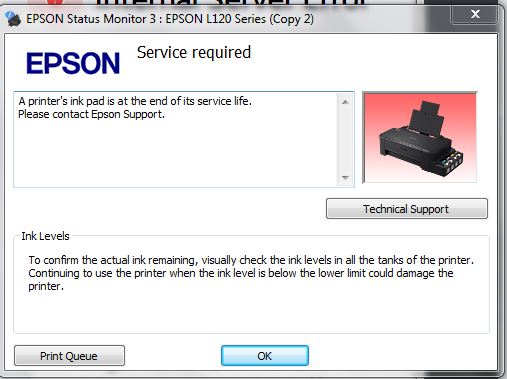 Internal Server Error
EPSON Status Monitor 3 : EPSON L120 Series (Copy 2)
EPSON
Service required
A printer's ink pad is at the end of its service life.
Please contact Epson Support.
Technical Support
Ink Levels
To confirm the actual ink remaining, visually check the ink levels in all the tanks of the printer.
Continuing to use the printer when the ink level is below the lower limit could damage the
printer.
Print Queue
OK